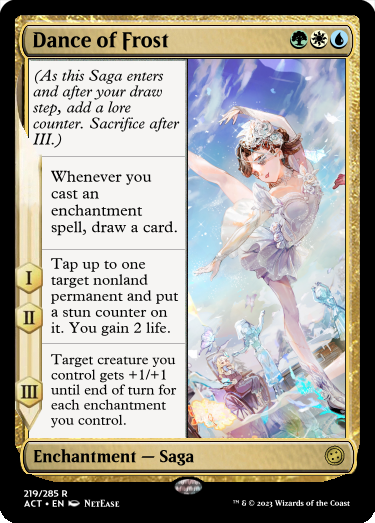 Dance of Frost
(As this Saga enters
and after your draw
step, add a lore
counter. Sacrifice after
III.)
Whenever you
cast an
enchantment
spell, draw a card.
I
II
Tap up to one
target nonland
permanent and put
a stun counter on
it. You gain 2 life.
III
Target creature you
control gets +1/+1
until end of turn for
each enchantment
you control.
Enchantment — Saga
219/285 R
ACT • EN NetEase
™ & © 2023 Wizards of the Coast